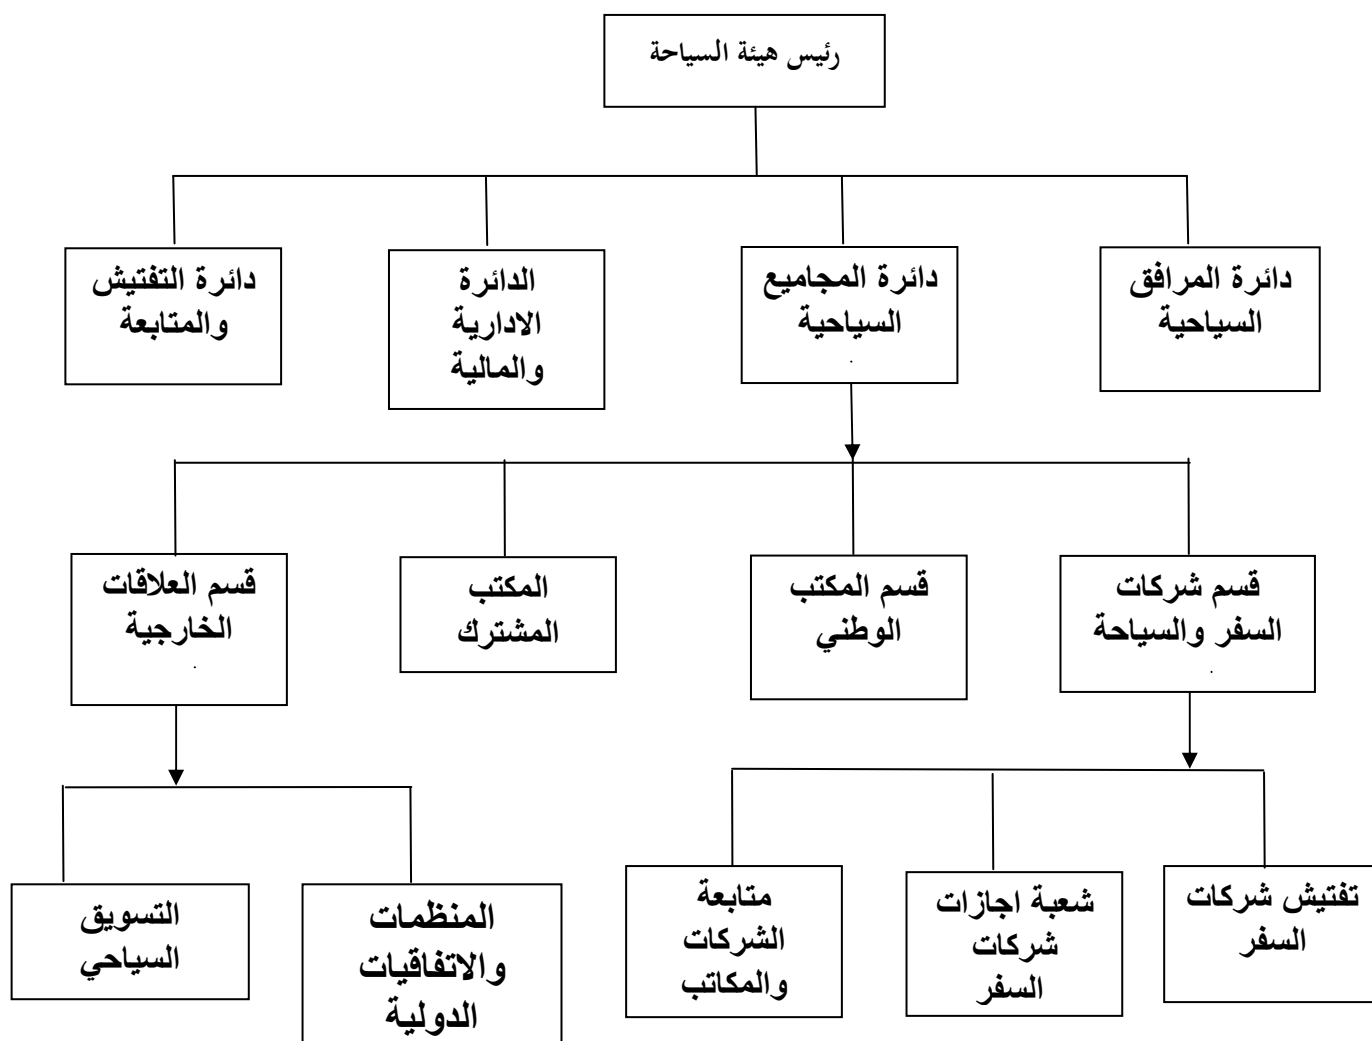 رئيس هيئة السياحة
دائرة المرافق
السياحية
دائرة المجاميع
السياحية
الدائرة
الادارية
والمالية
دائرة التفتيش
والمتابعة
قسم شركات
السفر والسياحة
قسم المكتب
الوطني
المكتب
المشترك
قسم العلاقات
الخارجية
تفتيش شركات
السفر
شعبة اجازات
شركات
السفر
متابعة
الشركات
والمكاتب
المنظمات
والاتفاقيات
الدولية
التسويق
السياحي